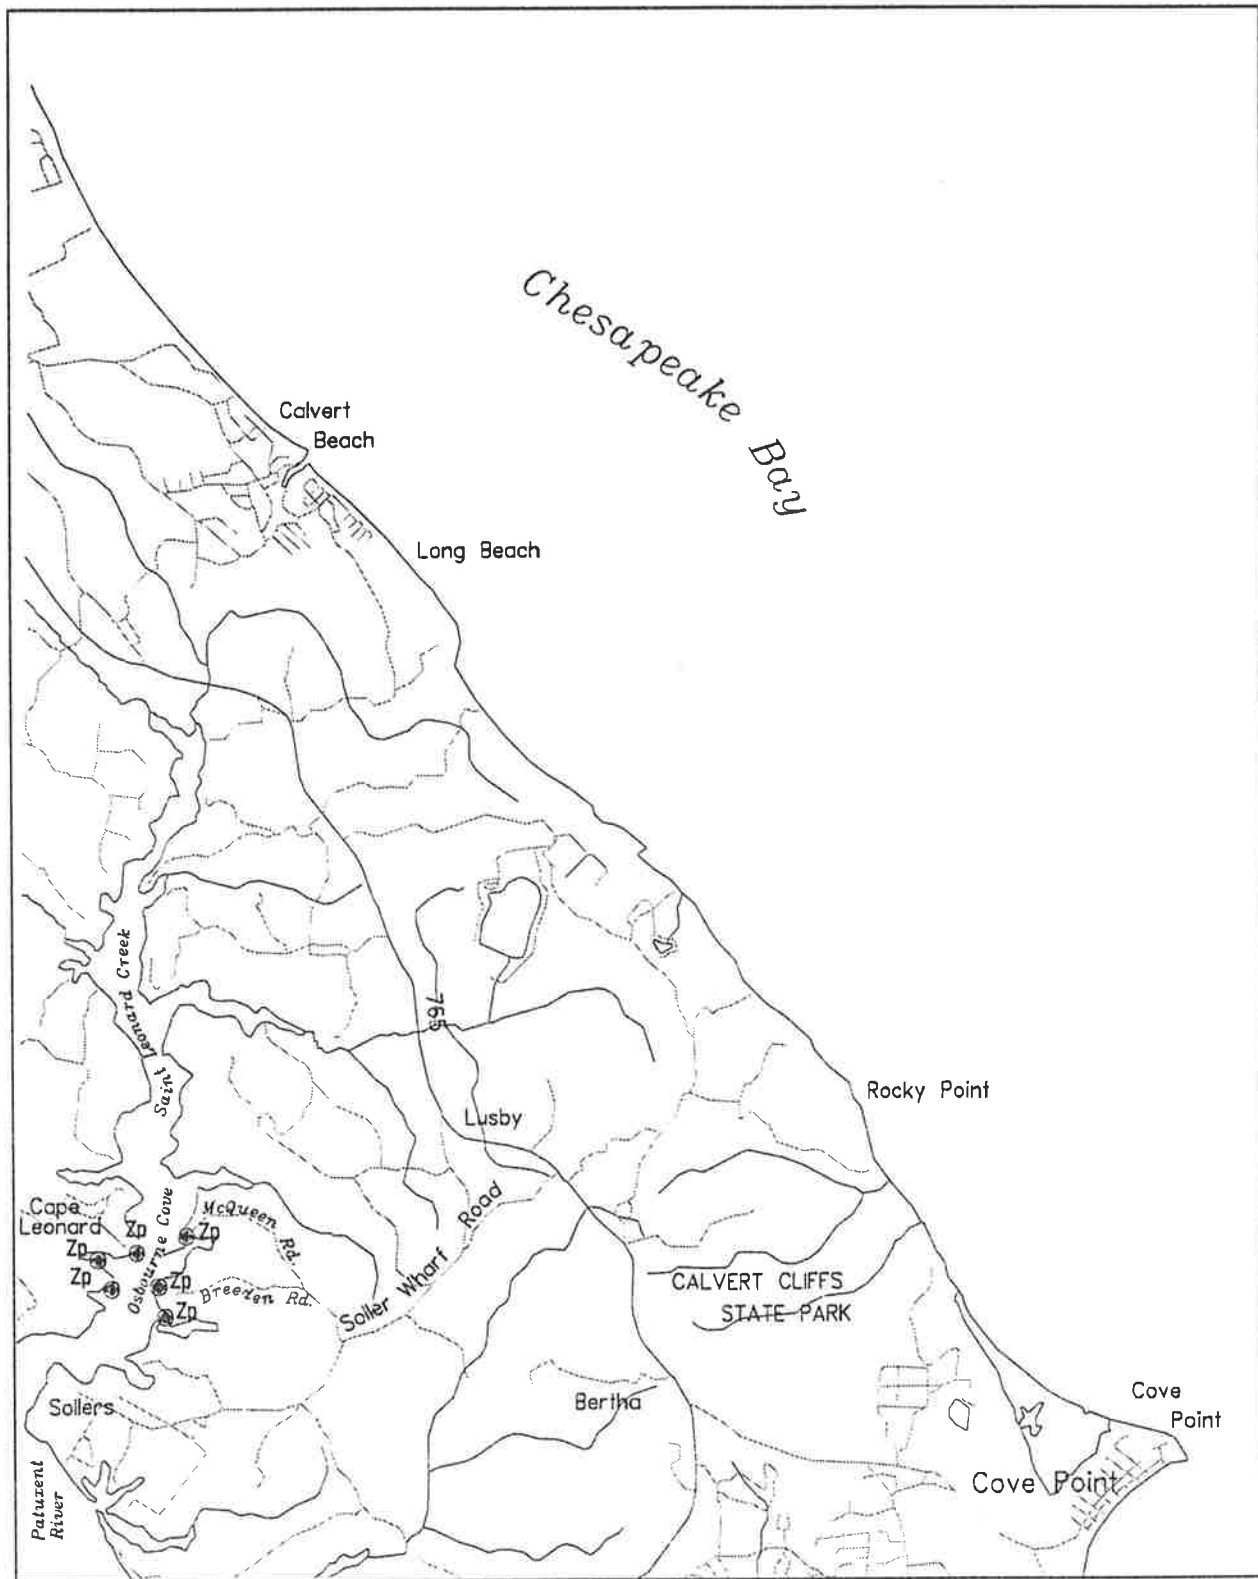 Chesapeake
Bay
Calvert
Beach
Long Beach
Saint Leonard Creek
765
Rocky Point
Lusby
Cape
Leonard
Zp
Zp
Zp
Zp
Zp
Zp
Osbourne Cove
McQueen Rd.
Breeden Rd.
Soller Wharf Road
CALVERT CLIFFS
STATE PARK
Sollers
Bertha
Cove
Point
Cove Point
Patuxent
River